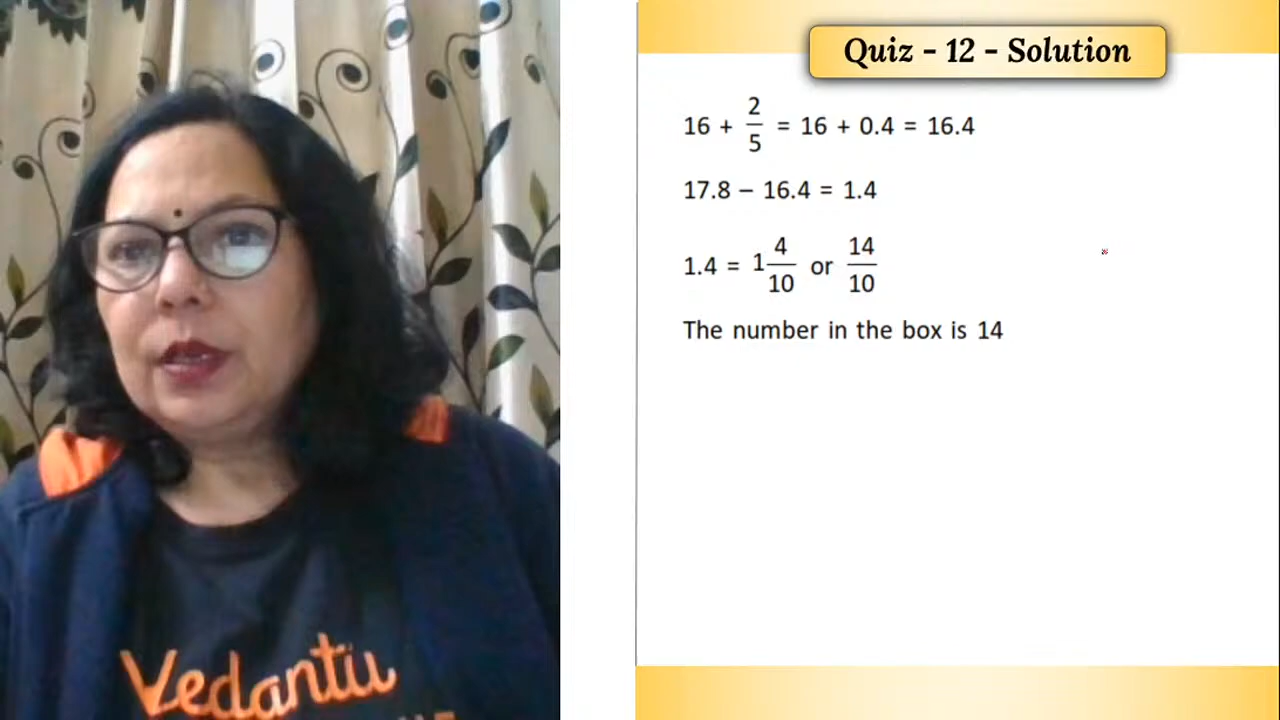 Quiz - 12 - Solution
16 + 2/5 = 16 + 0.4 = 16.4
17.8 – 16.4 = 1.4
1.4 = 1 4/10 or 14/10
The number in the box is 14
Vedantu